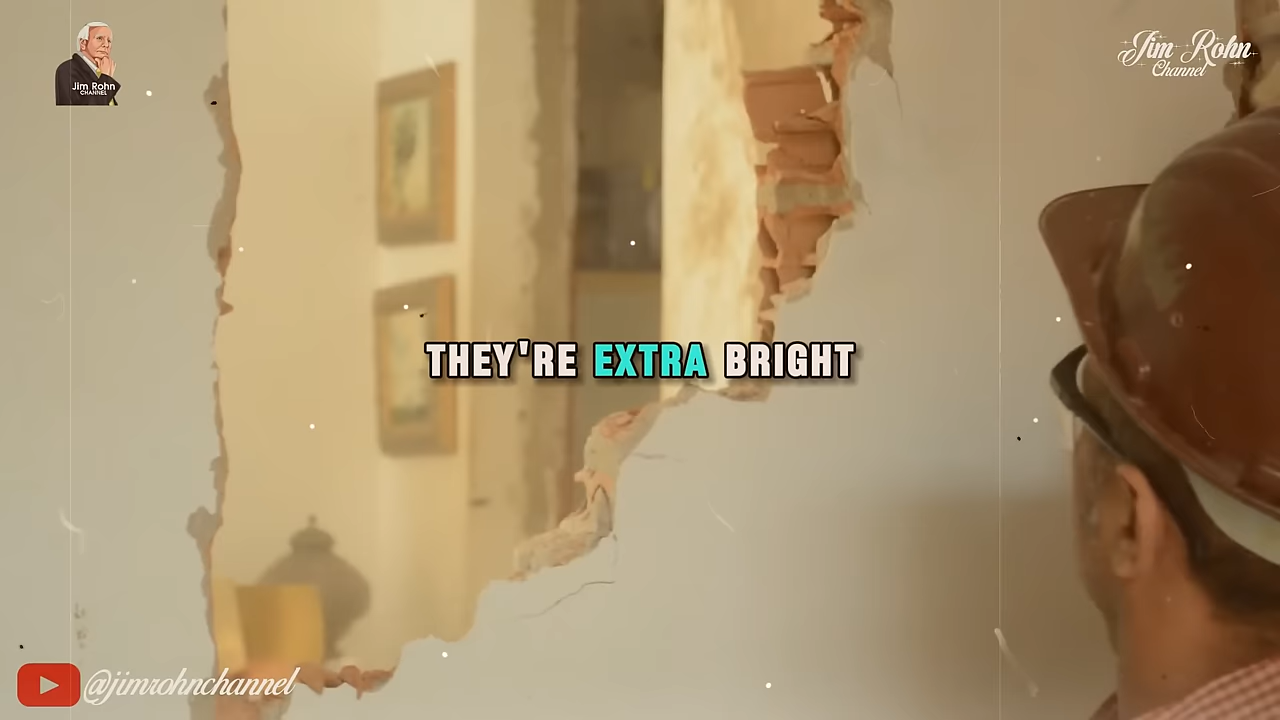 Jim Rohn
CHANNEL
Jim Rohn
Channel
THEY'RE EXTRA BRIGHT
@jimrohnchannel